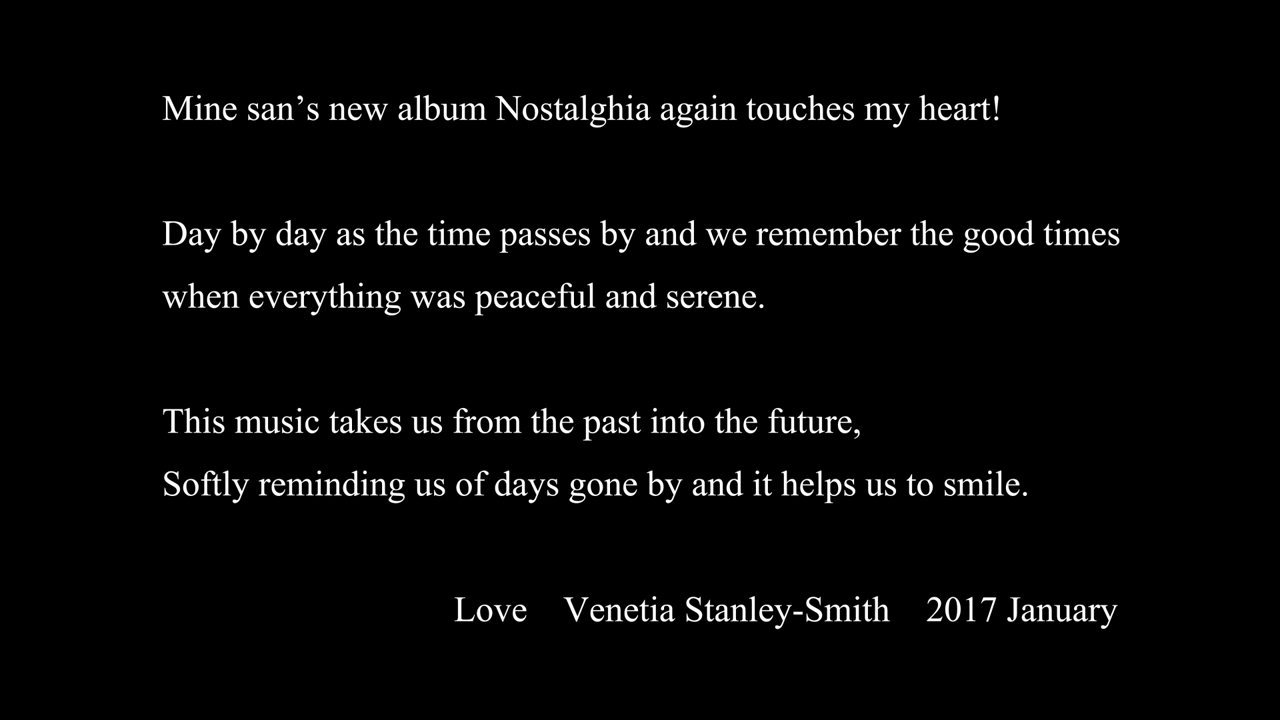 Mine san’s new album Nostalghia again touches my heart!
Day by day as the time passes by and we remember the good times
when everything was peaceful and serene.
This music takes us from the past into the future,
Softly reminding us of days gone by and it helps us to smile.
Love Venetia Stanley-Smith 2017 January